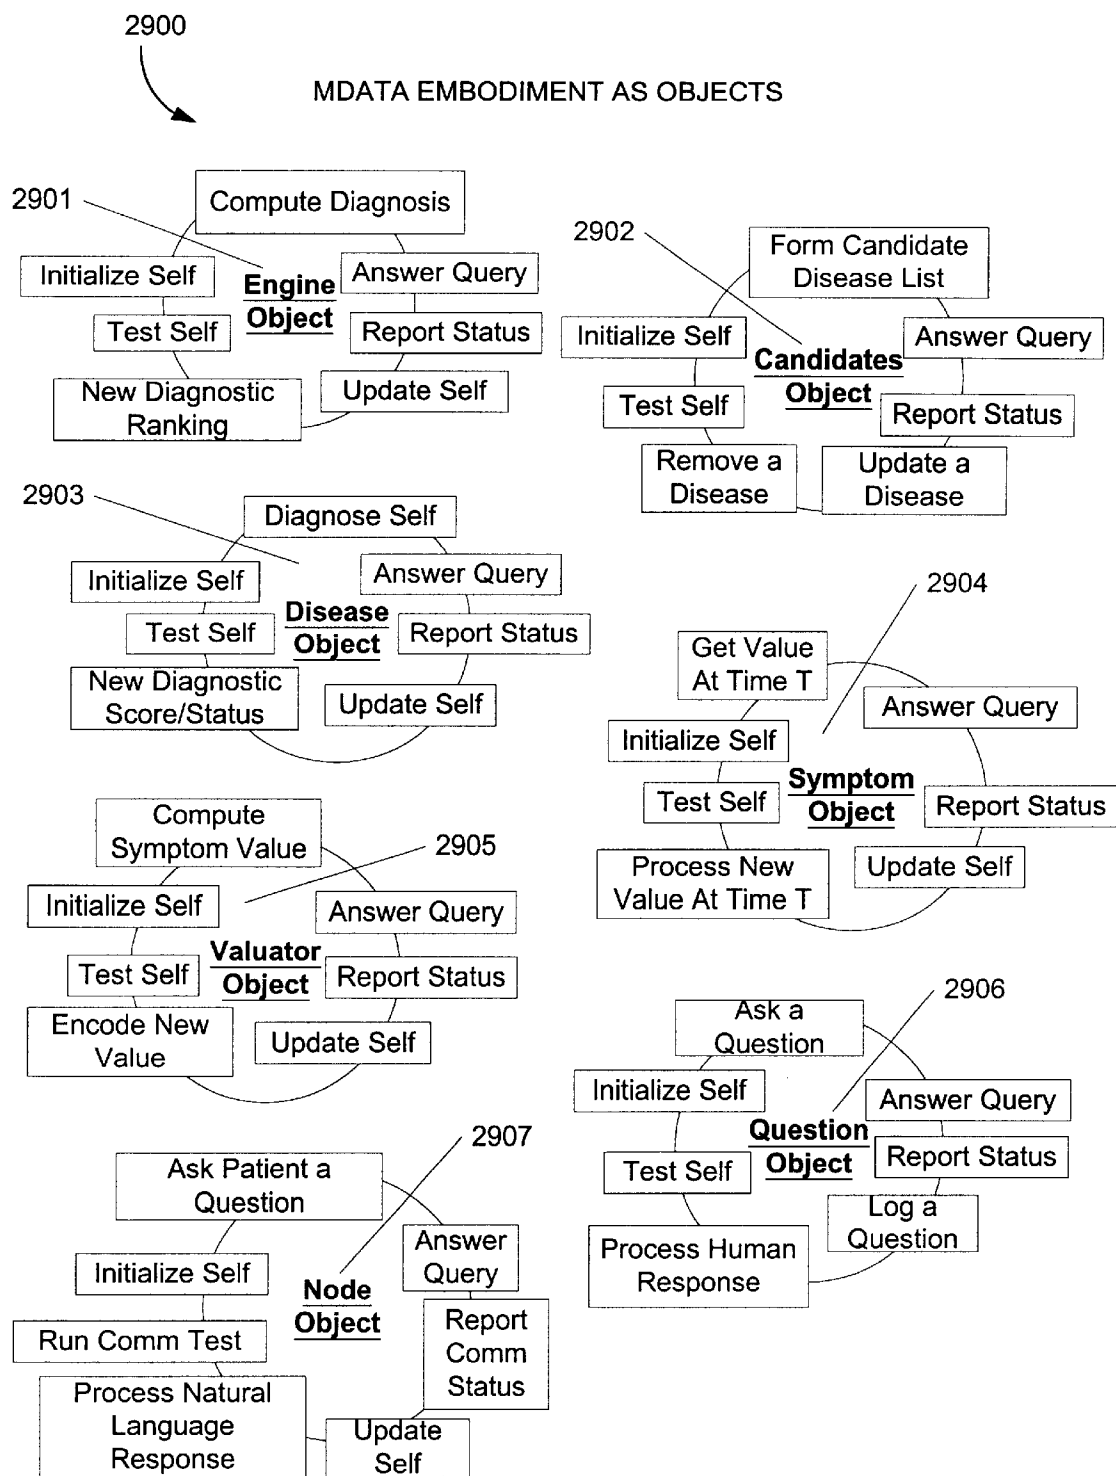 2900
MDATA EMBODIMENT AS OBJECTS
2901
Compute Diagnosis
Initialize Self
Answer Query
Engine
Object
Test Self
Report Status
New Diagnostic
Ranking
Update Self
2902
Form Candidate
Disease List
Initialize Self
Answer Query
Candidates
Object
Test Self
Report Status
Remove a
Disease
Update a
Disease
2903
Diagnose Self
Initialize Self
Answer Query
Disease
Object
Test Self
Report Status
New Diagnostic
Score/Status
Update Self
2904
Get Value
At Time T
Answer Query
Initialize Self
Symptom
Object
Test Self
Report Status
Process New
Value At Time T
Update Self
Compute
Symptom Value
2905
Initialize Self
Answer Query
Valuator
Object
Test Self
Report Status
Encode New
Value
Update Self
2906
Ask a
Question
Initialize Self
Answer Query
Question
Object
Test Self
Report Status
Log a
Question
Process Human
Response
2907
Ask Patient a
Question
Answer
Query
Initialize Self
Node
Object
Run Comm Test
Report
Comm
Status
Process Natural
Language
Response
Update
Self